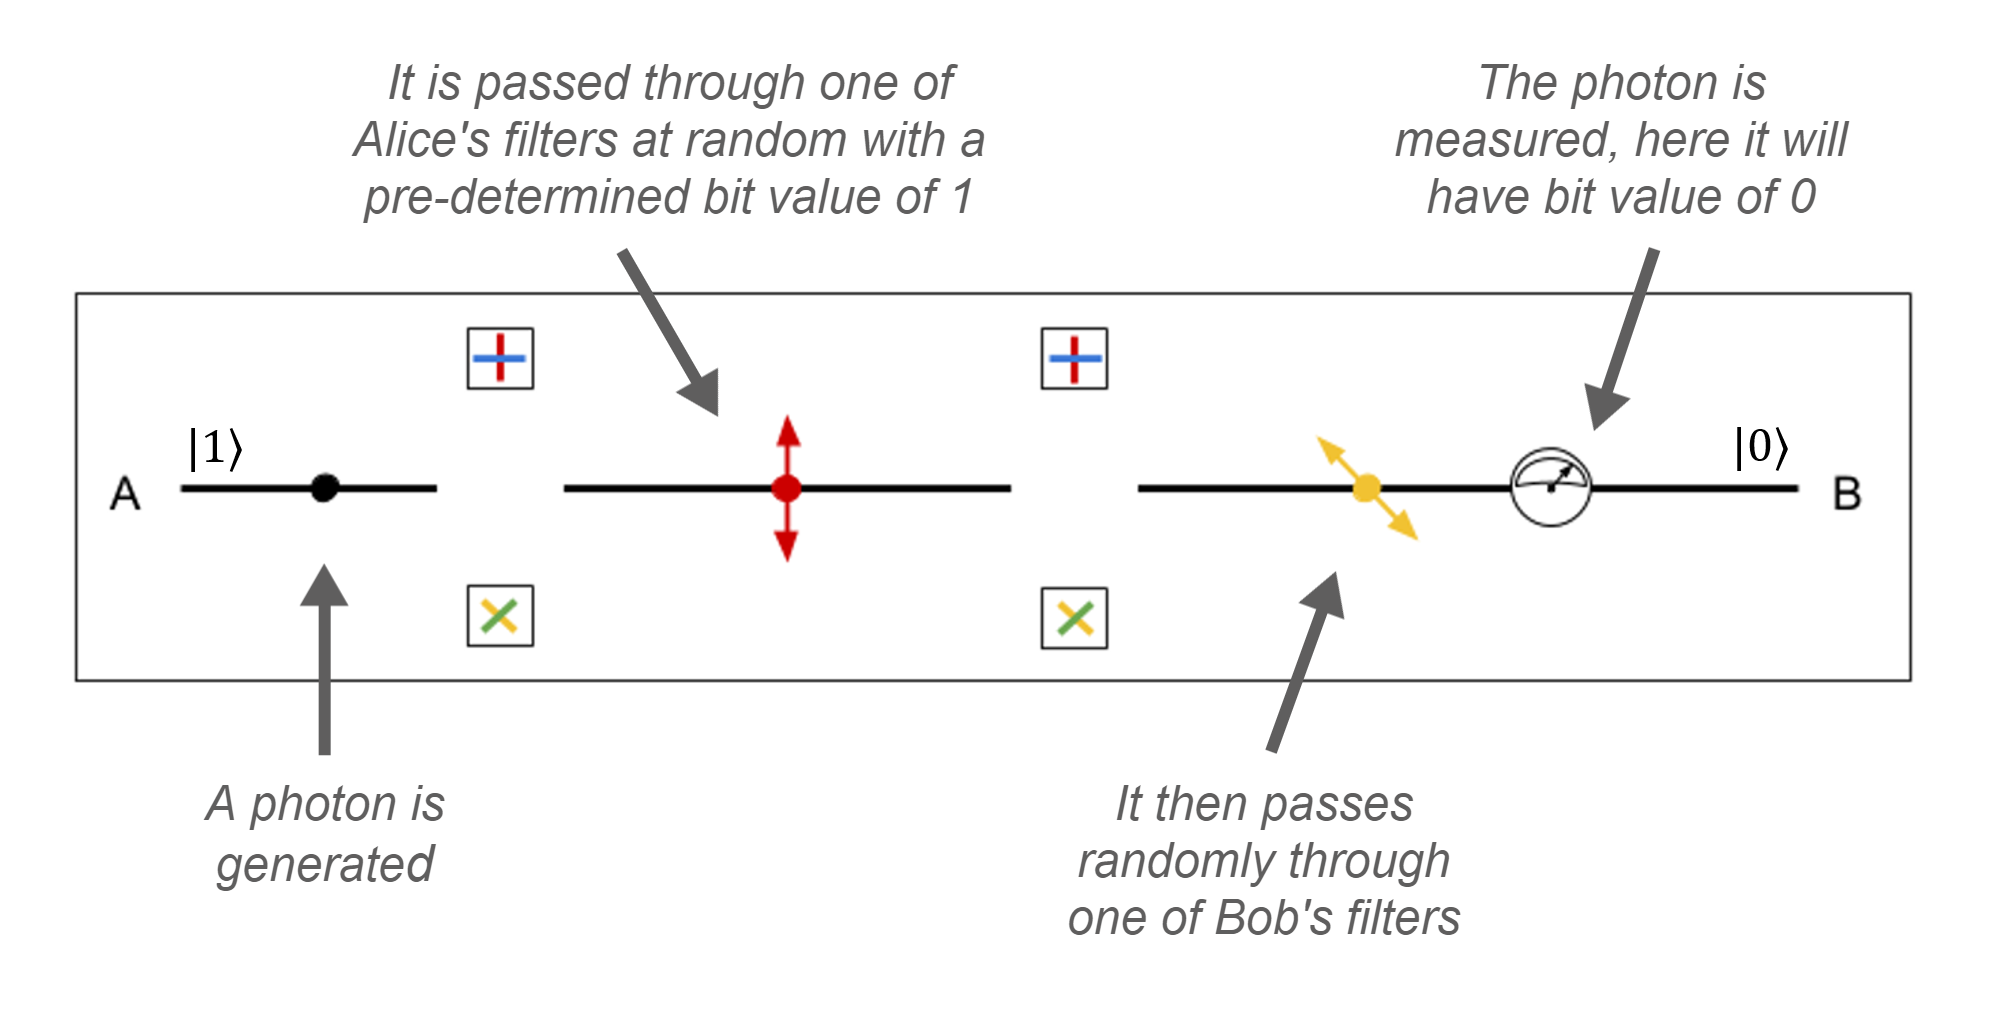 It is passed through one of
Alice's filters at random with a
pre-determined bit value of 1
The photon is
measured, here it will
have bit value of 0
|1⟩
|0⟩
A
B
A photon is
generated
It then passes
randomly through
one of Bob's filters